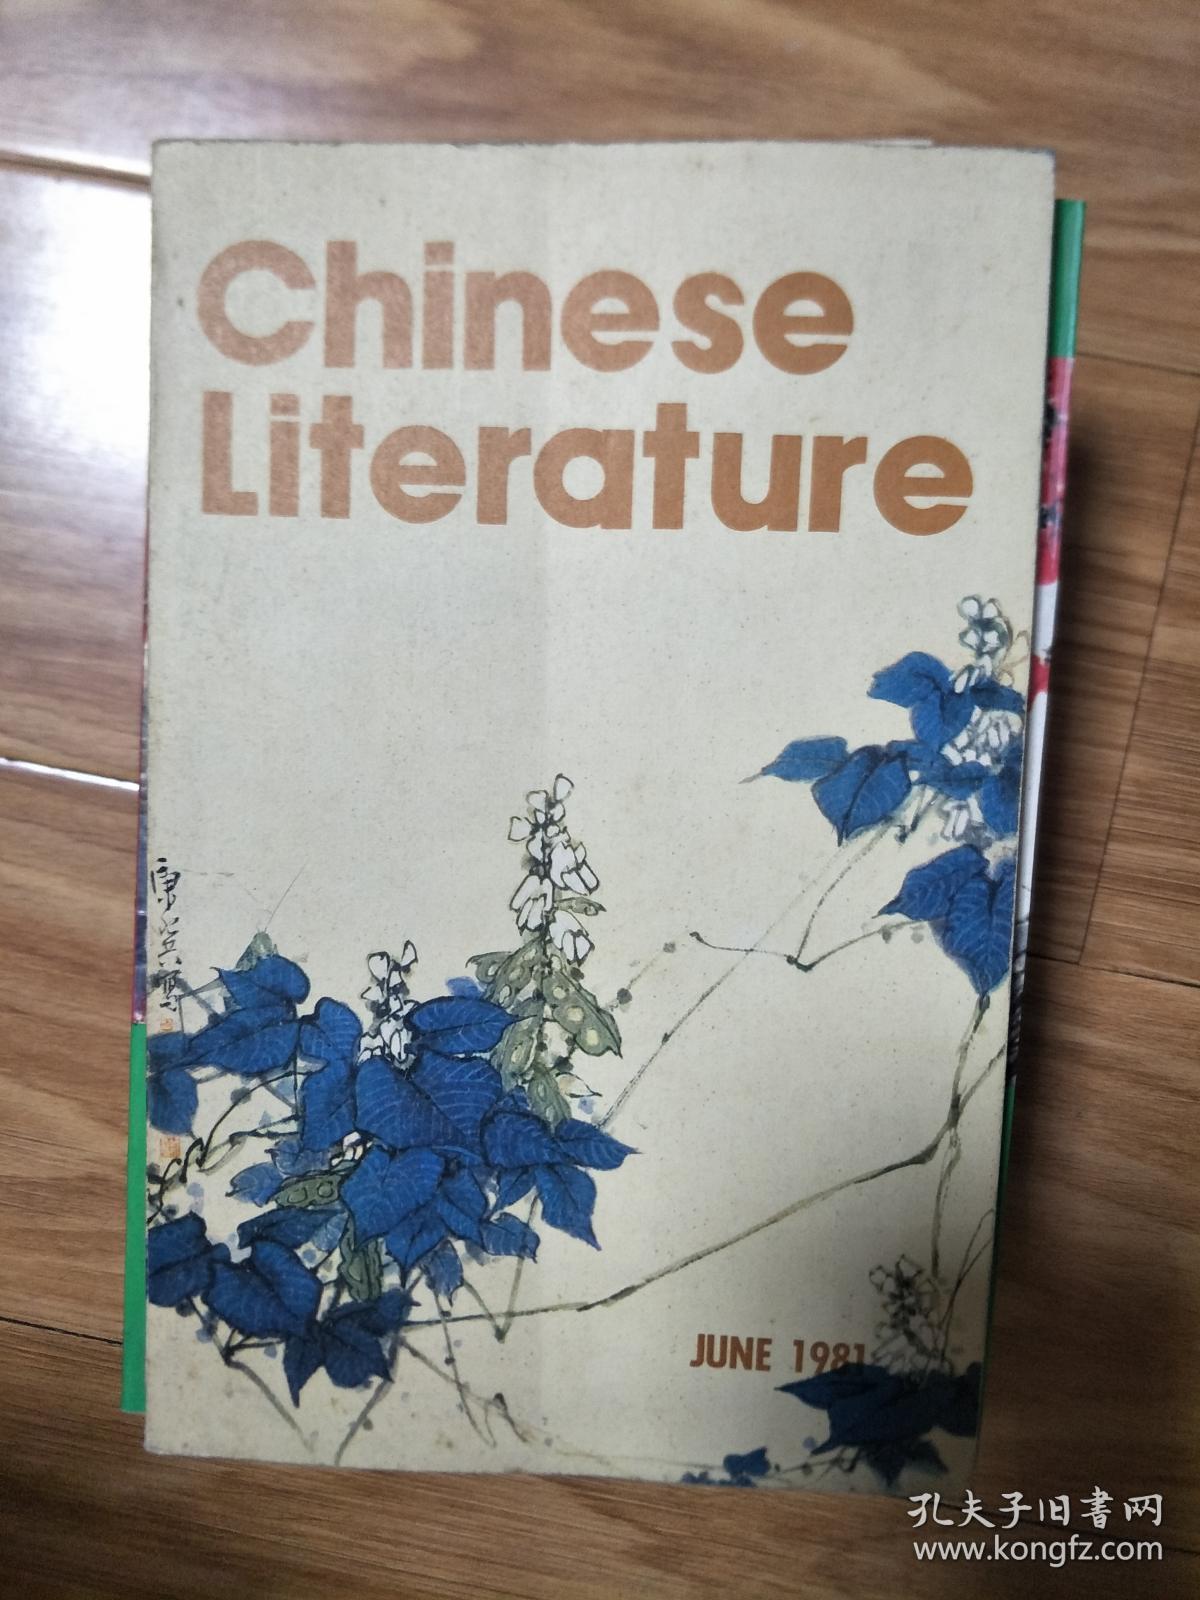 Chinese
Literature
JUNE 1981
孔夫子旧书网
www.kongfz.com